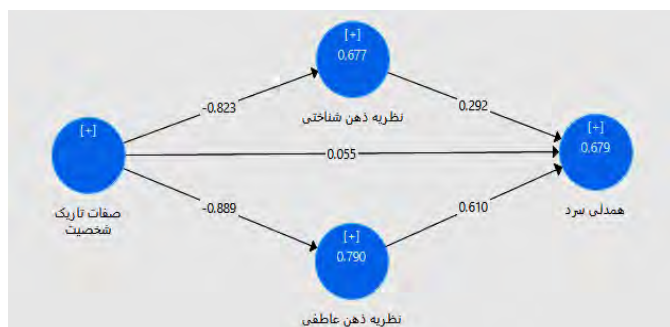 [+]
0.677
نظریه ذهن شناختی
-0.823
0.292
[+]
صفات تاریک
شخصیت
0.055
[+]
0.679
همدلی سرد
-0.889
0.610
[+]
0.790
نظریه ذهن عاطفی